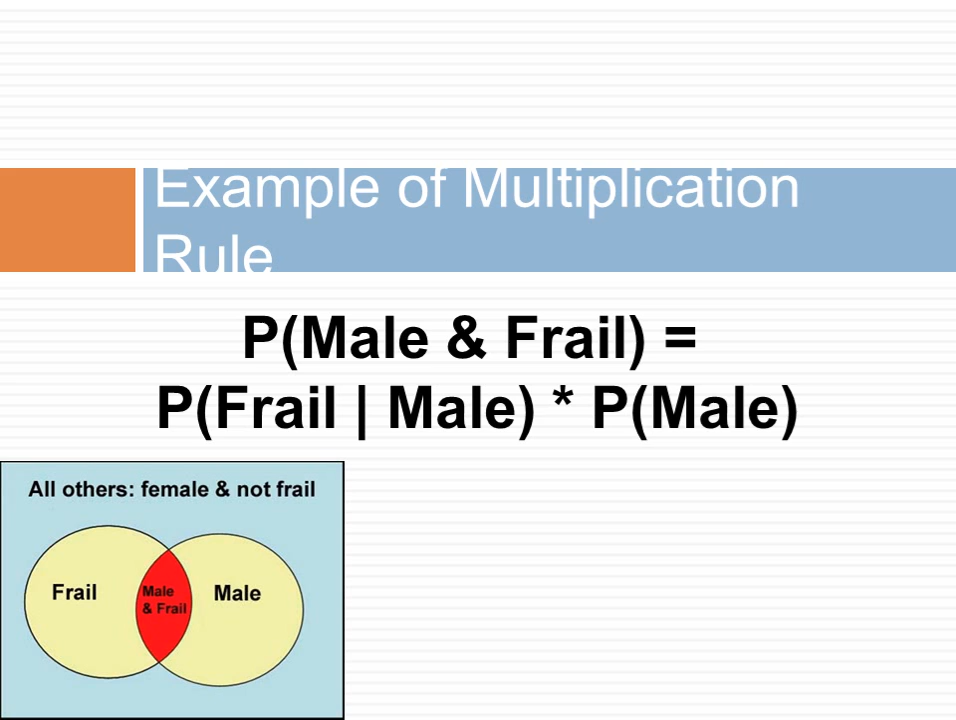 Example of Multiplication
Rule
P(Male & Frail) =
P(Frail | Male) * P(Male)
All others: female & not frail
Frail
Male
& Frail
Male